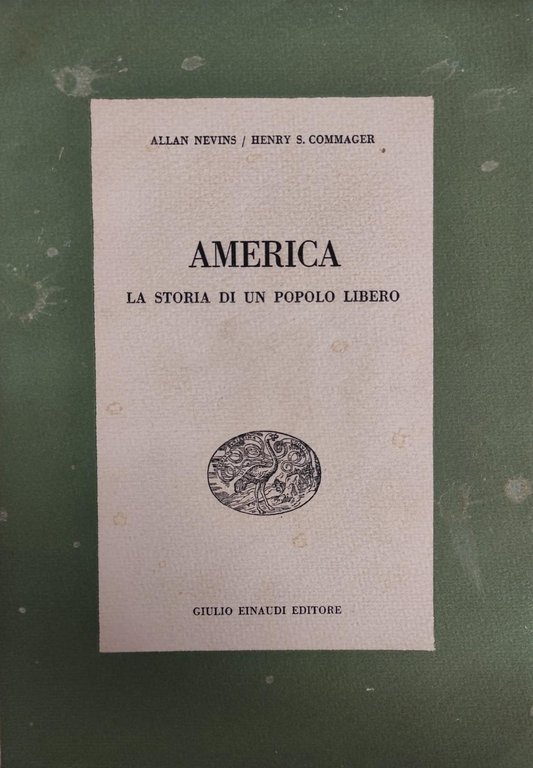 ALLAN NEVINS / HENRY S. COMMAGER
AMERICA
LA STORIA DI UN POPOLO LIBERO
GIULIO EINAUDI EDITORE